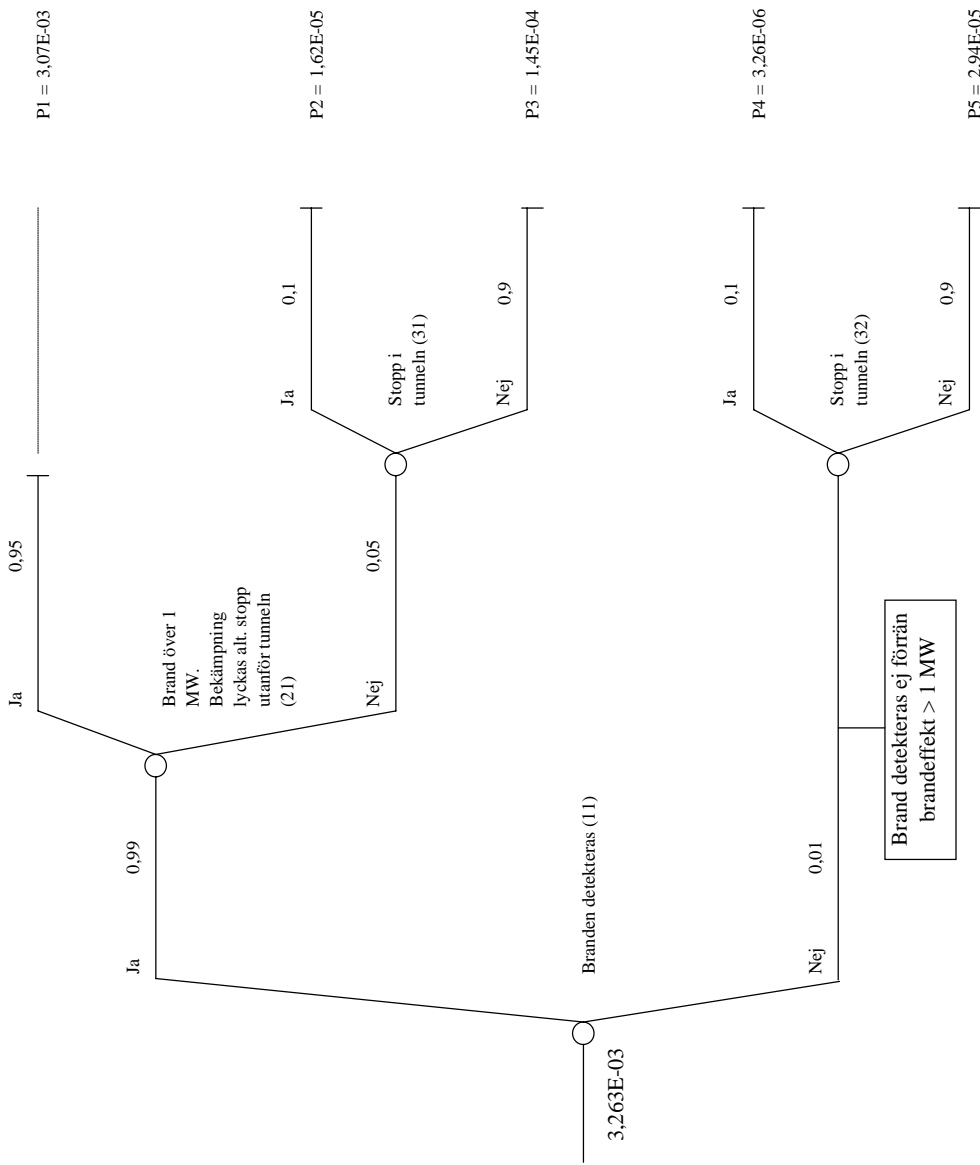 3,263E-03
Branden detekteras (11)
Ja
0,99
Nej
0,01
Brand detekteras ej förrän
brandeffekt > 1 MW
Brand över 1
MW.
Bekämpning
lyckas alt. stopp
utanför tunneln
(21)
Ja
0,95
Nej
0,05
Stopp i
tunneln (31)
Ja
0,1
Nej
0,9
Stopp i
tunneln (32)
Ja
0,1
Nej
0,9
P1 = 3,07E-03
P2 = 1,62E-05
P3 = 1,45E-04
P4 = 3,26E-06
P5 = 2,94E-05